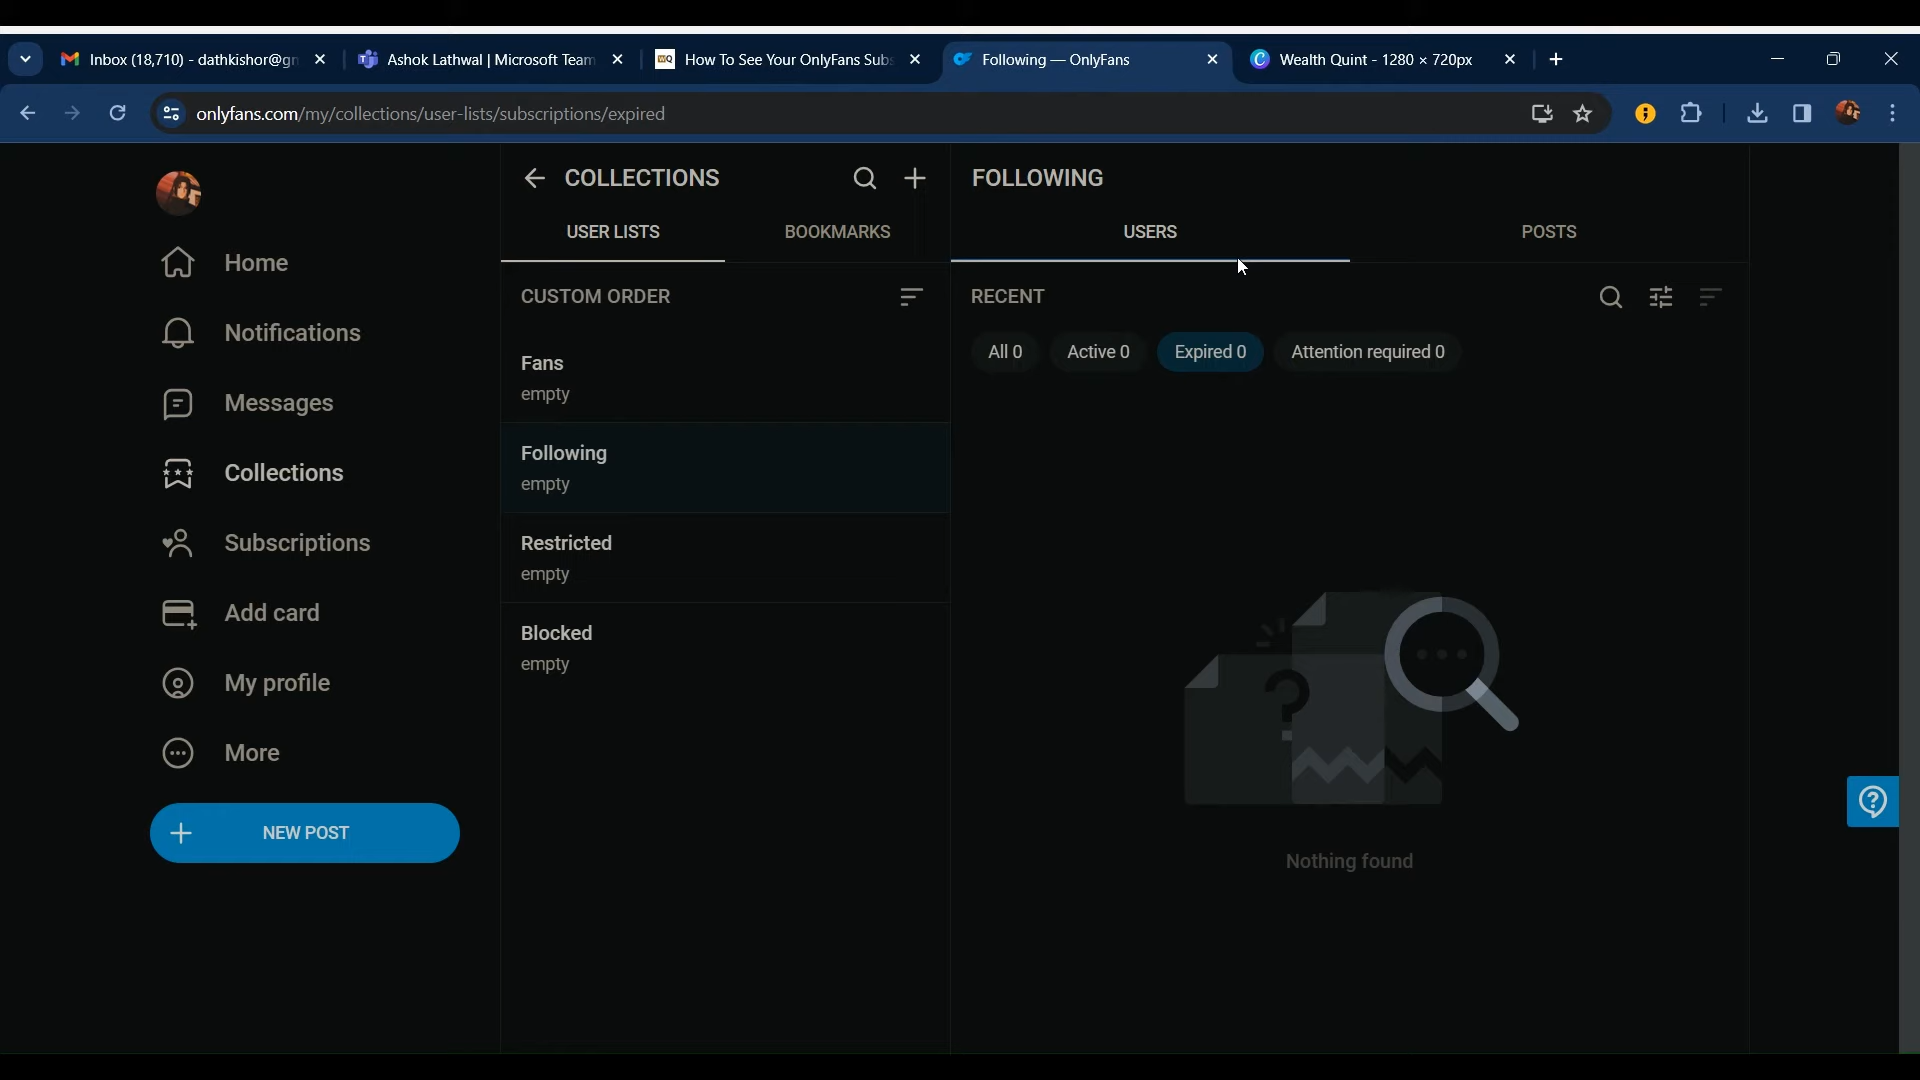 Inbox (18,710) - dathkishor@gn
Ashok Lathwal | Microsoft Team
WQ
How To See Your OnlyFans Subs
Following — OnlyFans
Wealth Quint - 1280 × 720px
onlyfans.com/my/collections/user-lists/subscriptions/expired
Home
Notifications
Messages
Collections
Subscriptions
Add card
My profile
More
NEW POST
COLLECTIONS
USER LISTS
BOOKMARKS
CUSTOM ORDER
Fans
empty
Following
empty
Restricted
empty
Blocked
empty
FOLLOWING
USERS
POSTS
RECENT
All 0
Active 0
Expired 0
Attention required 0
?
Nothing found